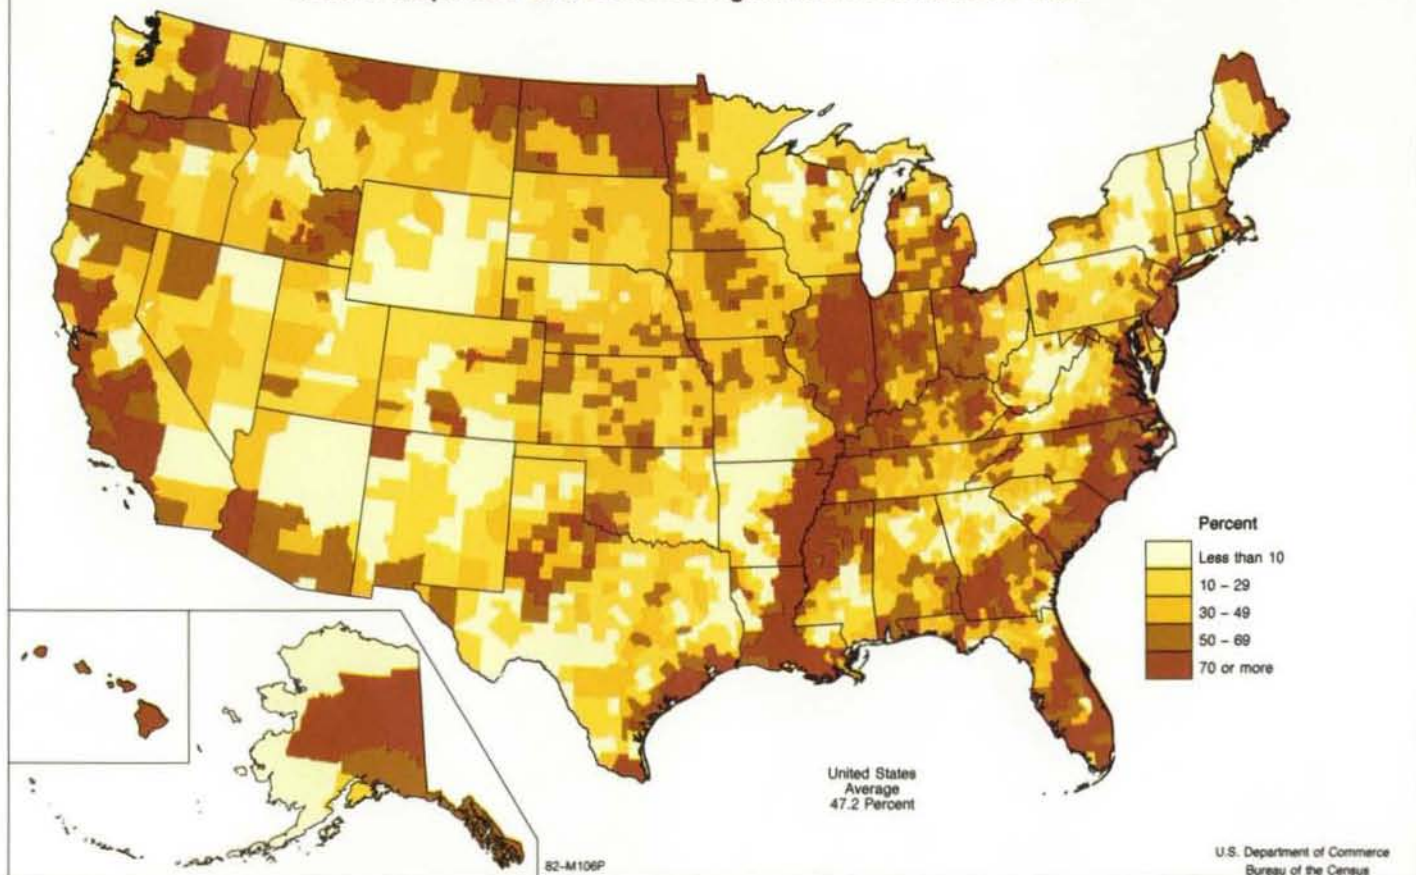 Percent
Less than 10
10 – 29
30 – 49
50 – 69
70 or more
United States
Average
47.2 Percent
82-M106P
U.S. Department of Commerce
Bureau of the Census